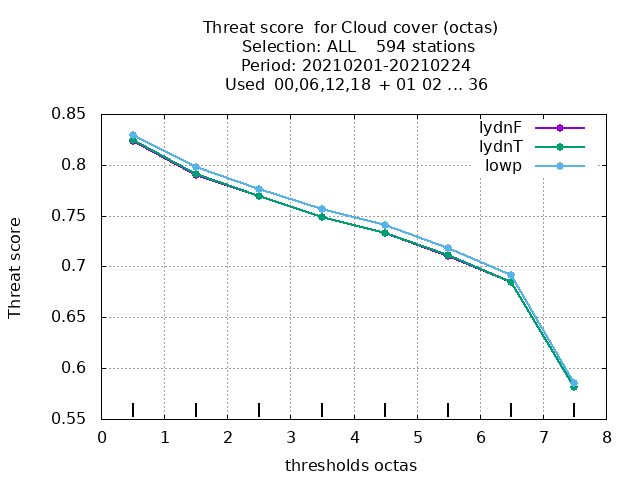 Threat score  for Cloud cover (octas)
Selection: ALL    594 stations
Period: 20210201-20210224
Used  00,06,12,18  + 01 02 ... 36
lydnF
lydnT
lowp
0.85
0.8
0.75
0.7
0.65
0.6
0.55
Threat score
0 1 2 3 4 5 6 7 8
thresholds octas